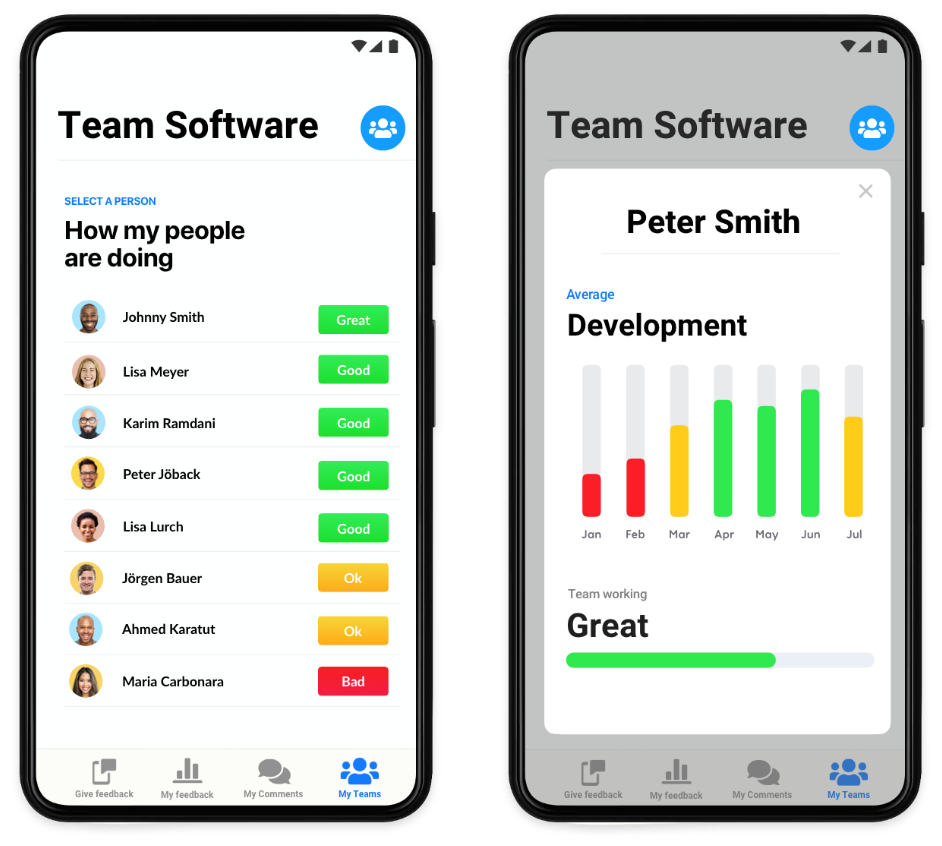 Team Software
SELECT A PERSON
How my people
are doing
Johnny Smith Great
Lisa Meyer Good
Karim Ramdani Good
Peter Jöback Good
Lisa Lurch Good
Jörgen Bauer Ok
Ahmed Karatut Ok
Maria Carbonara Bad
Give feedback My feedback My Comments My Teams
Team Software
Peter Smith
Average
Development
Jan Feb Mar Apr May Jun Jul
Team working
Great
Give feedback My feedback My Comments My Teams